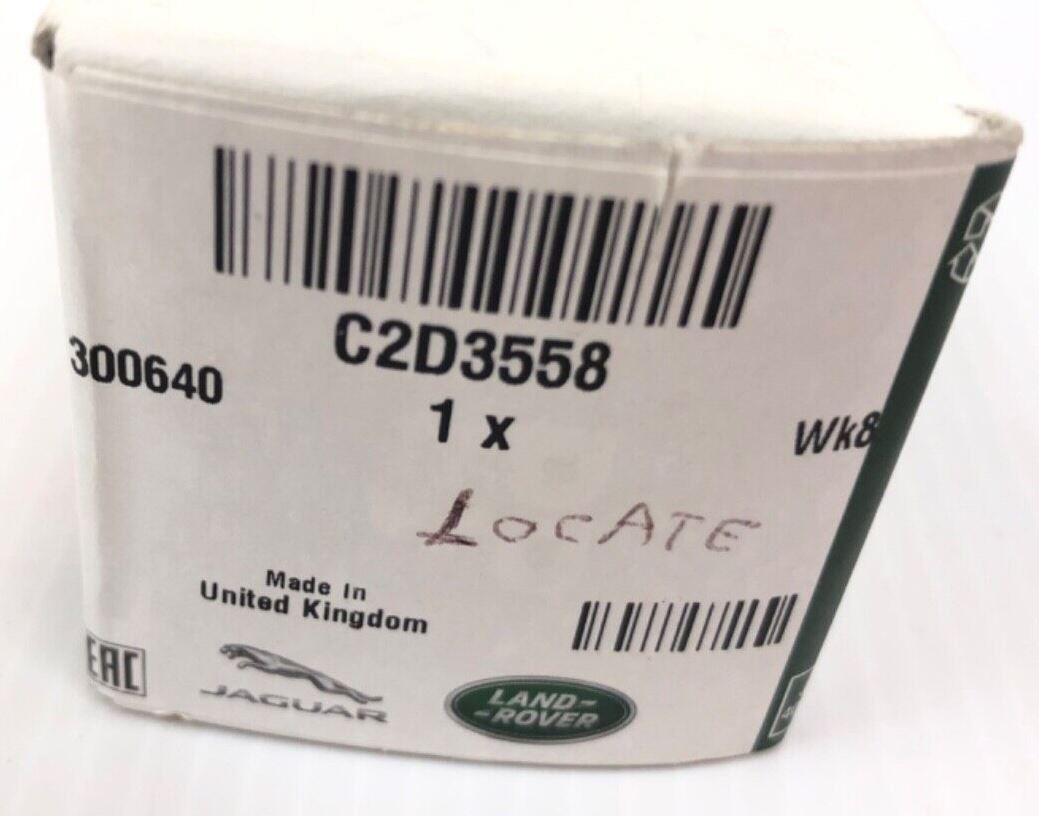 C2D3558
300640
1 x
Wk8
LOCATE
Made In
United Kingdom
EAC
JAGUAR
LAND-
-ROVER